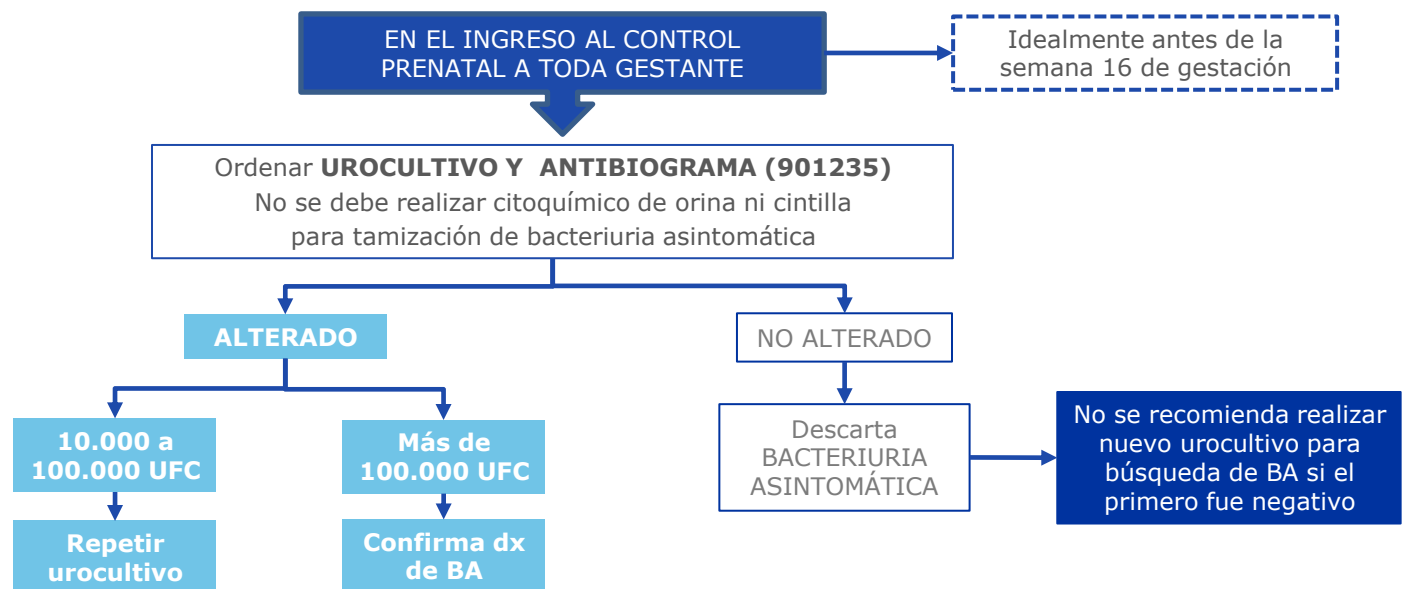 EN EL INGRESO AL CONTROL
PRENATAL A TODA GESTANTE
Idealmente antes de la
semana 16 de gestación
Ordenar UROCULTIVO Y ANTIBIOGRAMA (901235)
No se debe realizar citoquímico de orina ni cintilla
para tamización de bacteriuria asintomática
ALTERADO
NO ALTERADO
10.000 a
100.000 UFC
Más de
100.000 UFC
Descarta
BACTERIURIA
ASINTOMÁTICA
No se recomienda realizar
nuevo urocultivo para
búsqueda de BA si el
primero fue negativo
Repetir
urocultivo
Confirma dx
de BA